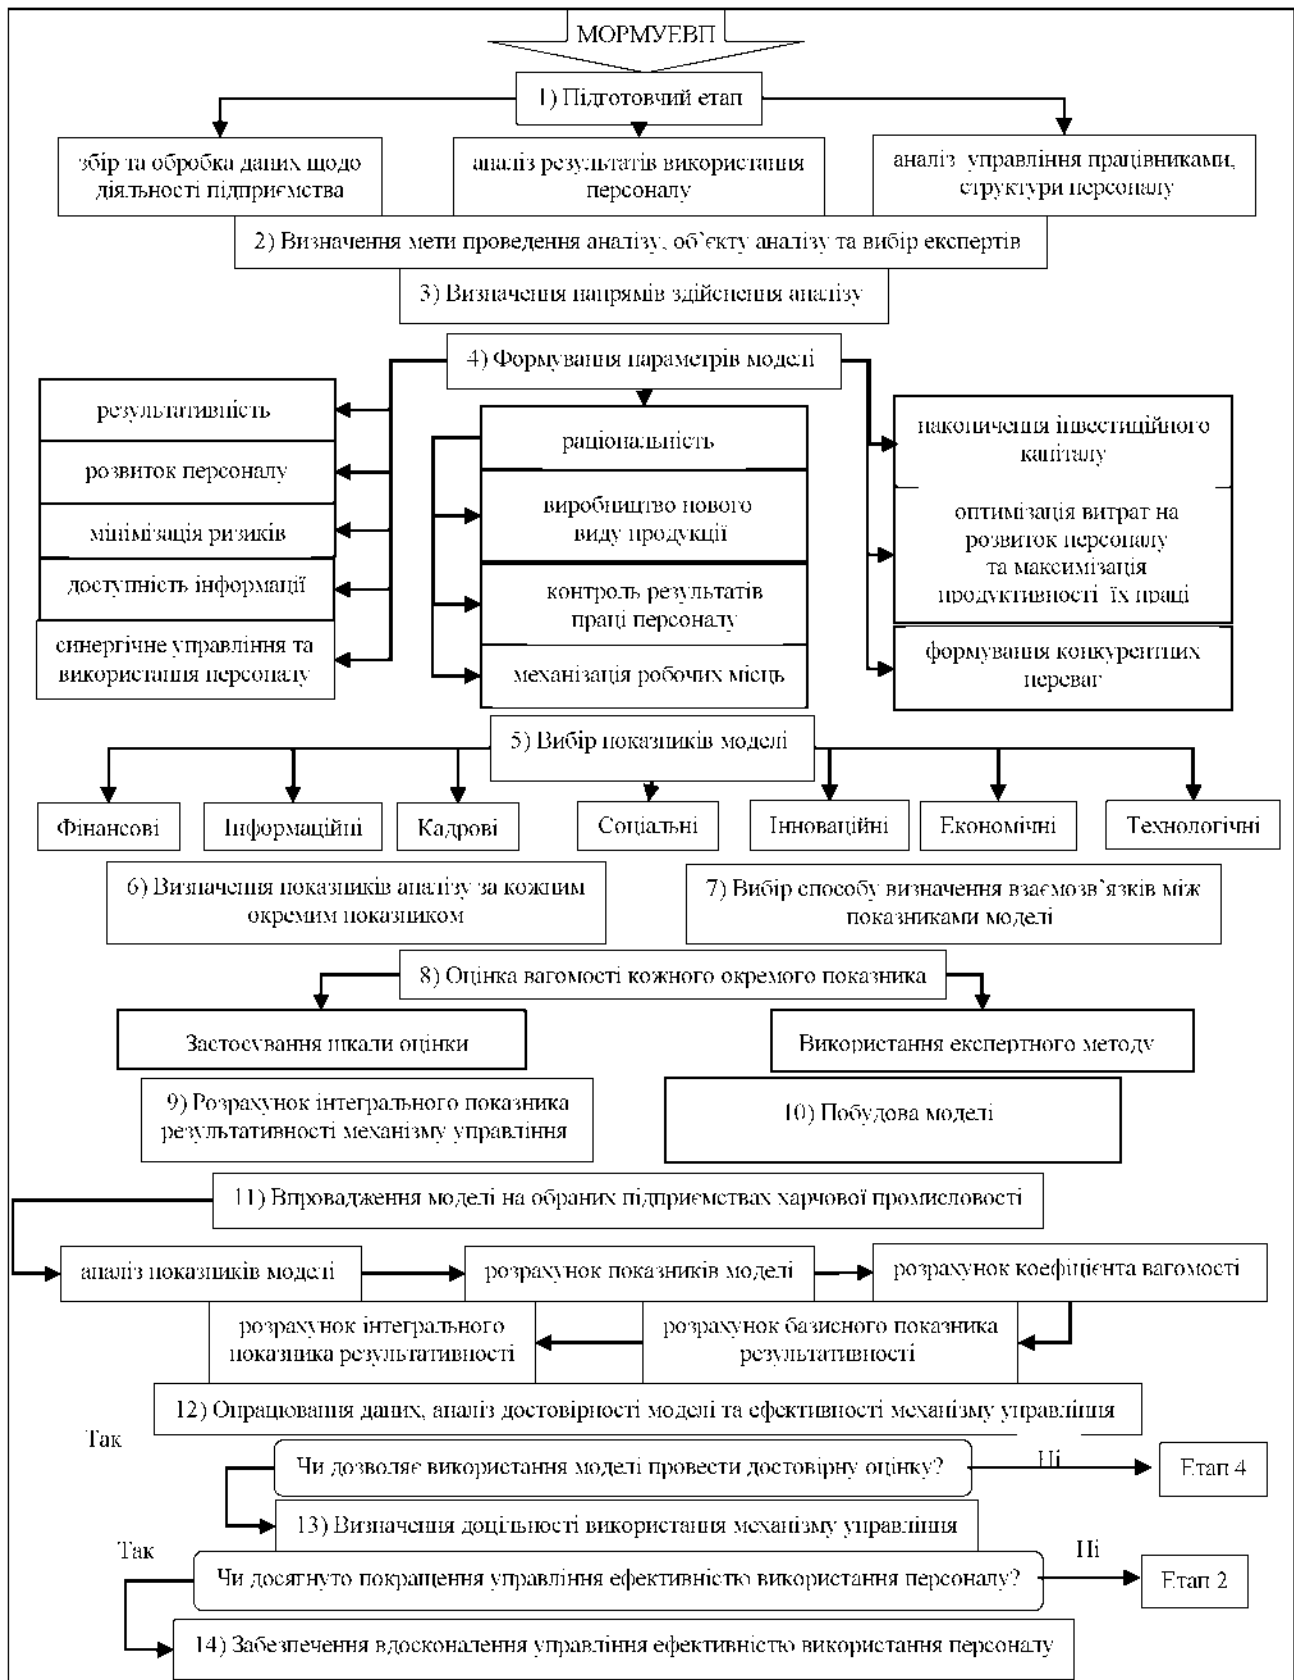 МОРМУЕВП
1) Підготовчий етап
збір та обробка даних щодо
діяльності підприємства
аналіз результатів використання
персоналу
аналіз управління працівниками,
структури персоналу
2) Визначення мети проведення аналізу, об’єкту аналізу та вибір експертів
3) Визначення напрямів здійснення аналізу
4) Формування параметрів моделі
результативність
розвиток персоналу
мінімізація ризиків
доступність інформації
синергічне управління та
використання персоналу
раціональність
виробництво нового
виду продукції
контроль результатів
праці персоналу
механізація робочих місць
накопичення інвестиційного
капіталу
оптимізація витрат на
розвиток персоналу
та максимізація
продуктивності їх праці
формування конкурентних
переваг
5) Вибір показників моделі
Фінансові
Інформаційні
Кадрові
Соціальні
Інноваційні
Економічні
Технологічні
6) Визначення показників аналізу за кожним
окремим показником
7) Вибір способу визначення взаємозв’язків між
показниками моделі
8) Оцінка вагомості кожного окремого показника
Застосування шкали оцінки
Використання експертного методу
9) Розрахунок інтегрального показника
результативності механізму управління
10) Побудова моделі
11) Впровадження моделі на обраних підприємствах харчової промисловості
аналіз показників моделі
розрахунок показників моделі
розрахунок коефіцієнта вагомості
розрахунок інтегрального
показника результативності
розрахунок базисного показника
результативності
12) Опрацювання даних, аналіз достовірності моделі та ефективності механізму управління
Так
Чи дозволяє використання моделі провести достовірну оцінку?
Ні
Етап 4
13) Визначення доцільності використання механізму управління
Так
Чи досягнуто покращення управління ефективністю використання персоналу?
Ні
Етап 2
14) Забезпечення вдосконалення управління ефективністю використання персоналу